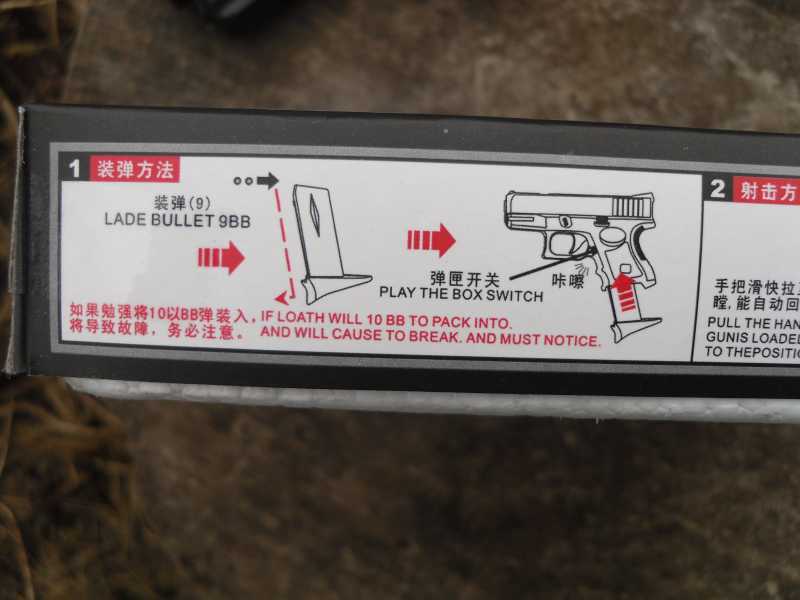 1 装弹方法
装弹(9)
LADE BULLET 9BB
弹匣开关
PLAY THE BOX SWITCH
咔嚓
如果勉强将10以BB弹装入,
将导致故障，务必注意。
IF LOATH WILL 10 BB TO PACK INTO.
AND WILL CAUSE TO BREAK. AND MUST NOTICE.
2 射击方
手把滑快拉
膛,能自动回
PULL THE HAN
GUNIS LOADED
TO THEPOSITIO